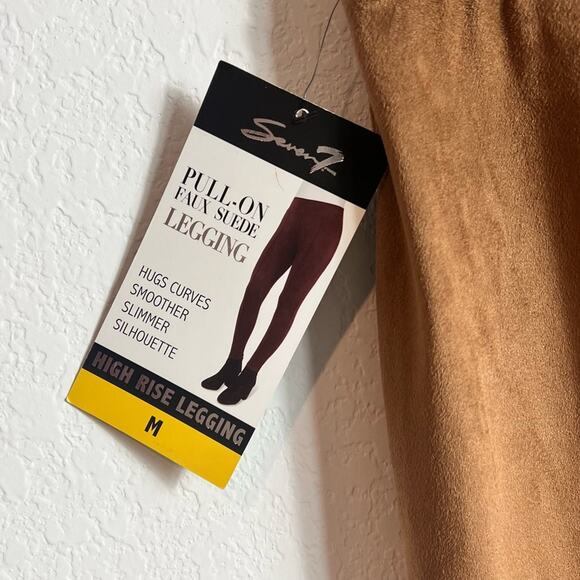 Seven7
PULL-ON
FAUX SUEDE
LEGGING
HUGS CURVES
SMOOTHER
SLIMMER
SILHOUETTE
HIGH RISE LEGGING
M